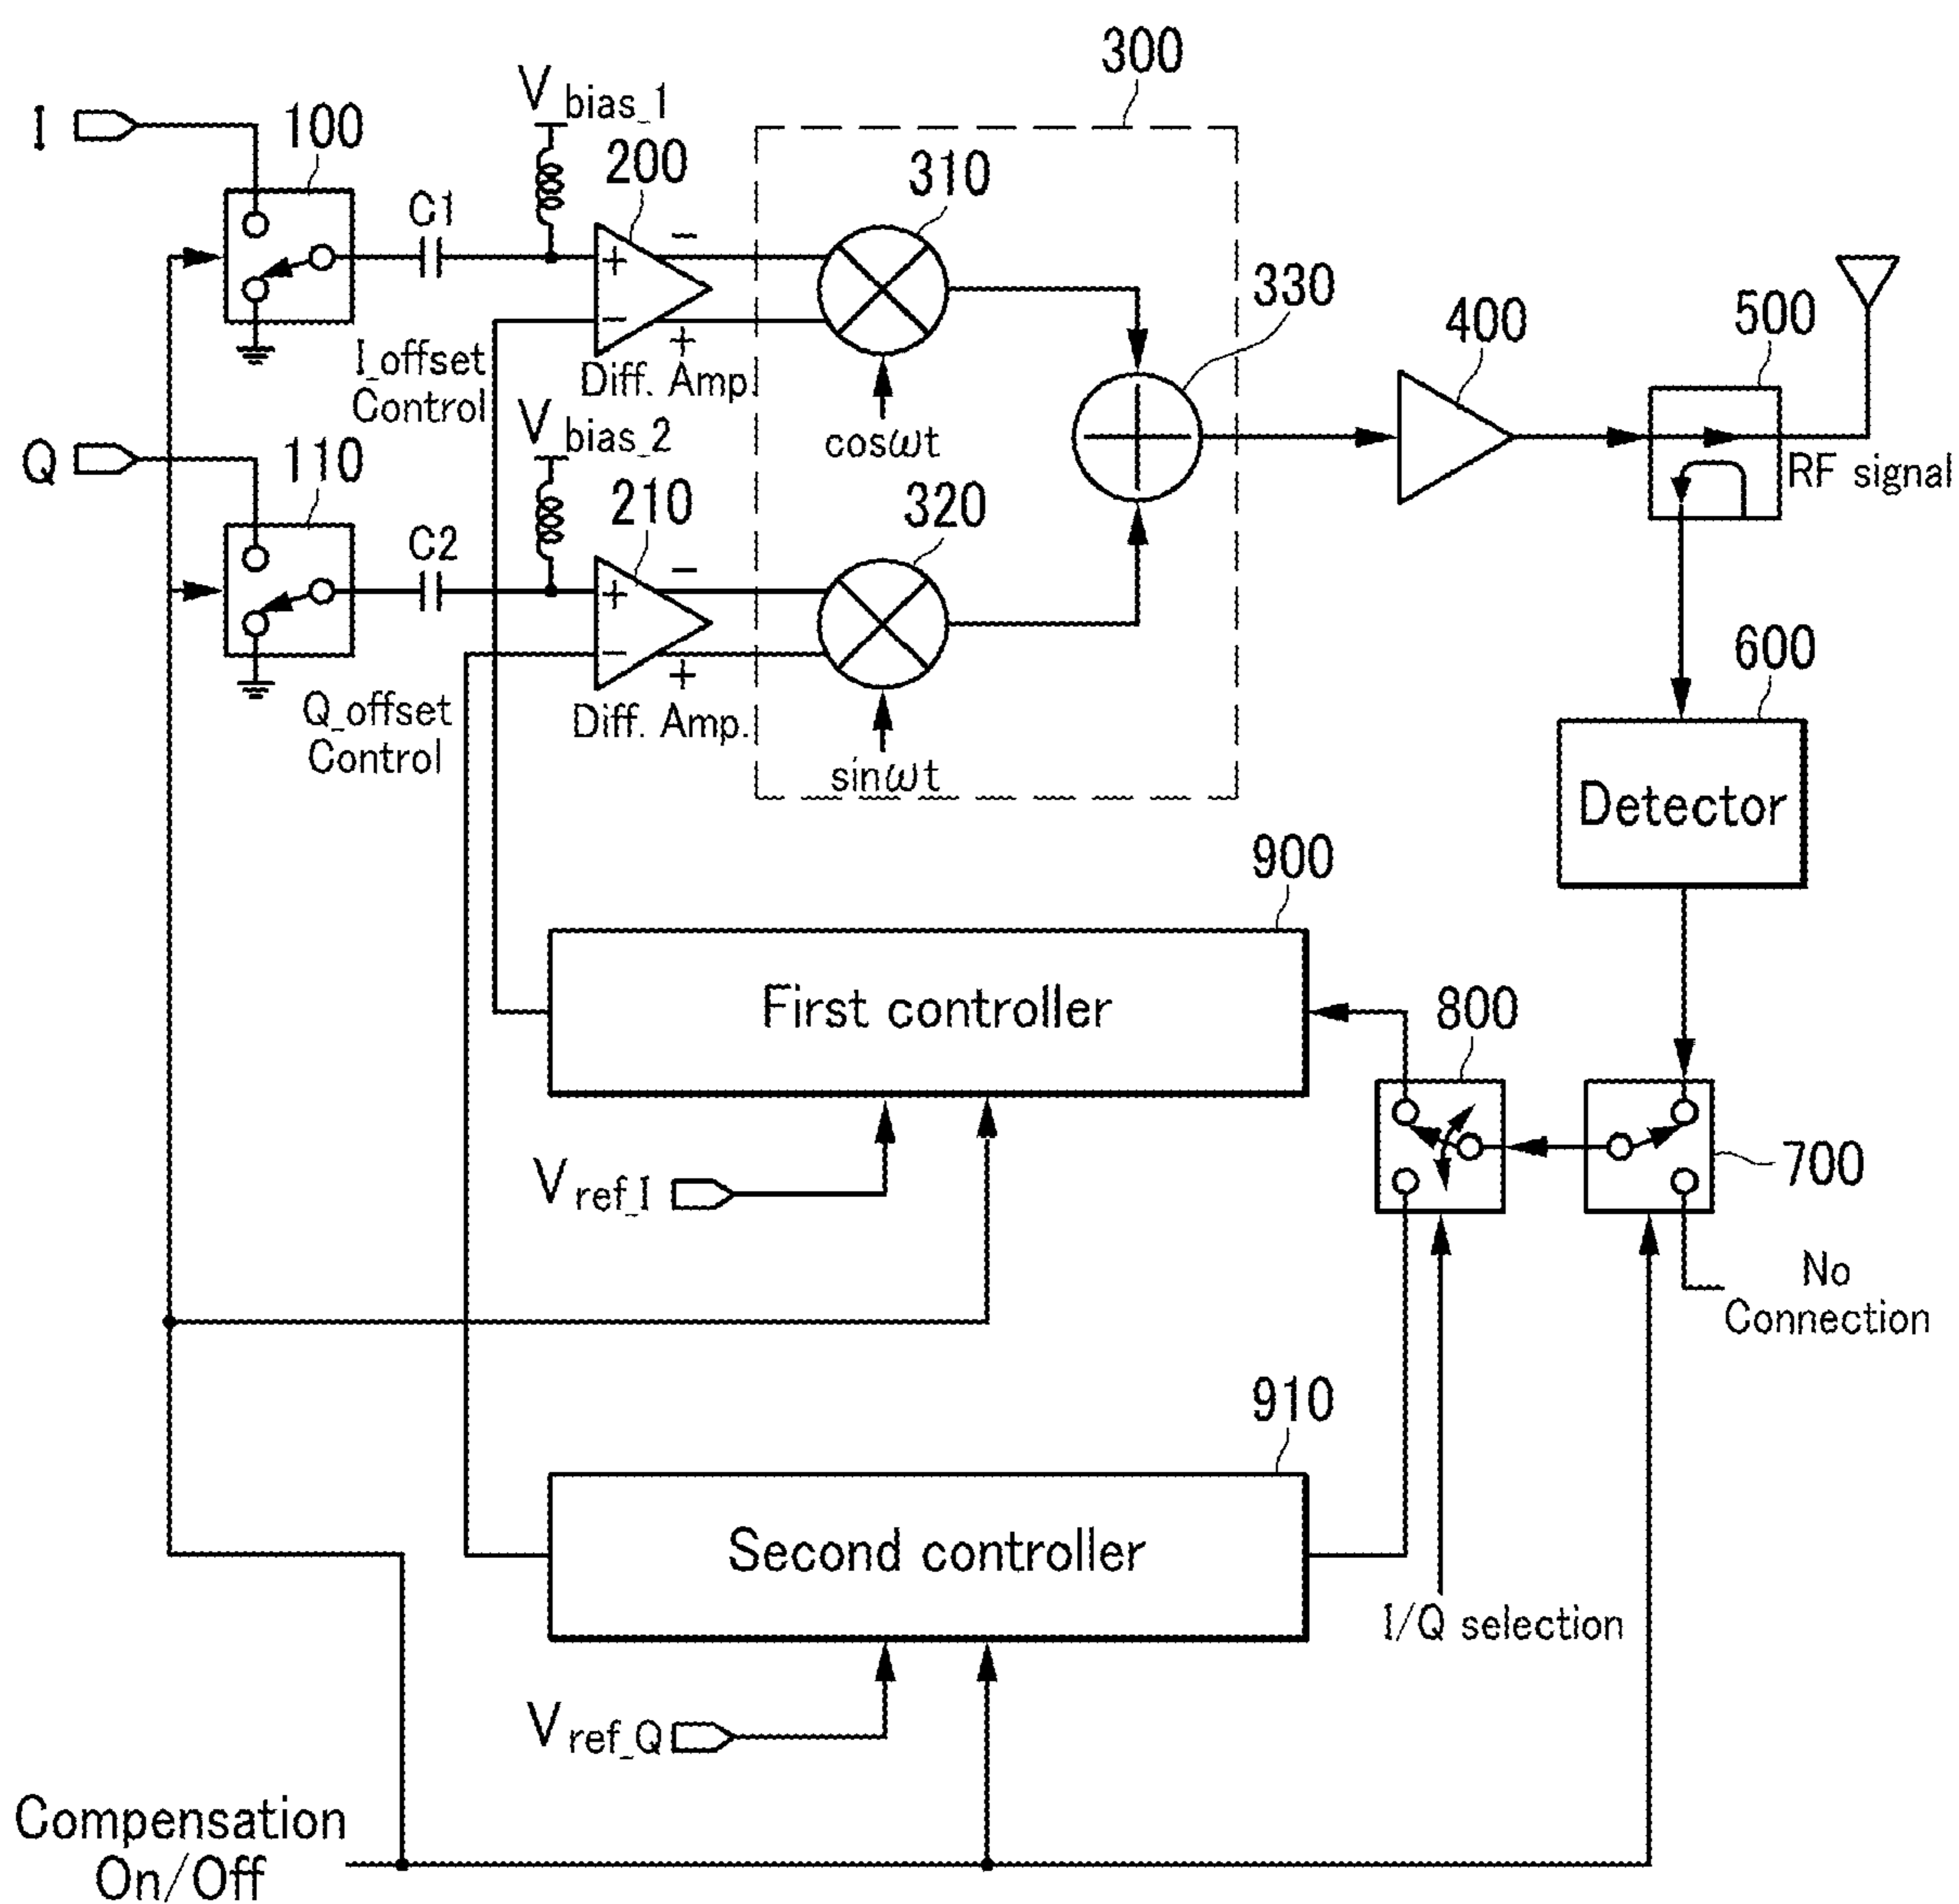 300
V bias_1
I
100
200
310
C1
+
−
330
400
500
−
+
I_offset
Control
Diff. Amp.
cosωt
V bias_2
RF signal
Q
110
210
320
C2
+
−
600
−
+
Q_offset
Control
Diff. Amp.
sinωt
Detector
900
First controller
800
V ref_I
700
No
Connection
910
Second controller
I/Q selection
V ref_Q
Compensation
On/Off